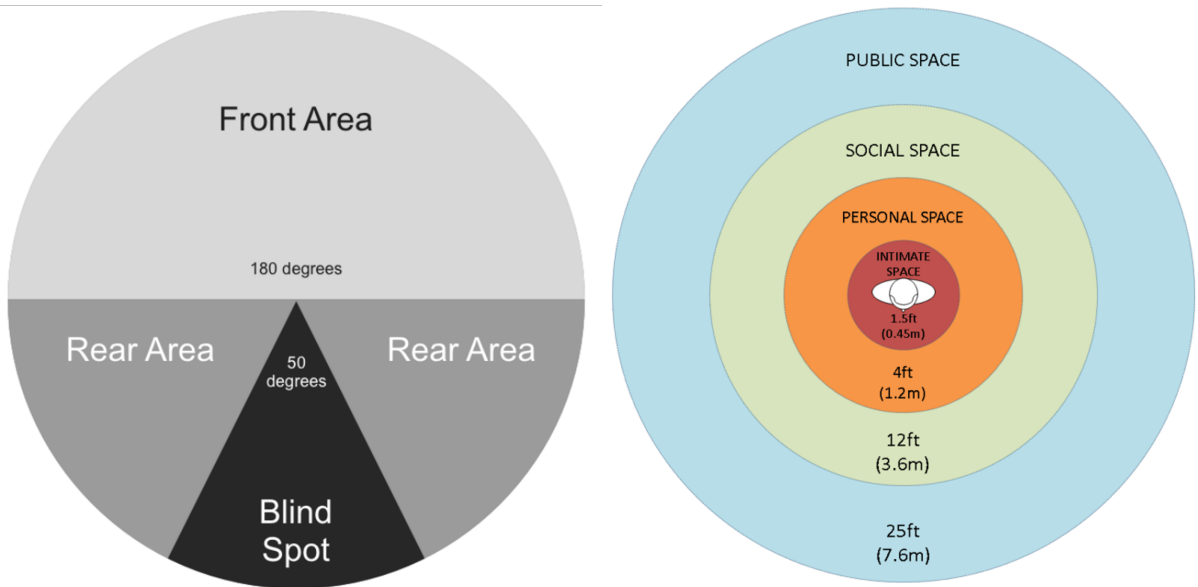 Front Area
180 degrees
Rear Area
Rear Area
50
degrees
Blind
Spot
PUBLIC SPACE
SOCIAL SPACE
PERSONAL SPACE
INTIMATE
SPACE
1.5ft
(0.45m)
4ft
(1.2m)
12ft
(3.6m)
25ft
(7.6m)